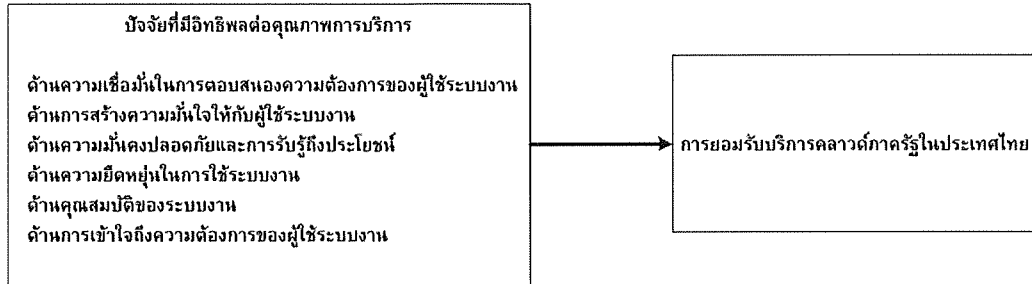 ปัจจัยที่มีอิทธิพลต่อคุณภาพการบริการ
ด้านความเชื่อมั่นในการตอบสนองความต้องการของผู้ใช้ระบบงาน
ด้านการสร้างความมั่นใจให้กับผู้ใช้ระบบงาน
ด้านความมั่นคงปลอดภัยและการรับรู้ถึงประโยชน์
ด้านความยืดหยุ่นในการใช้ระบบงาน
ด้านคุณสมบัติของระบบงาน
ด้านการเข้าใจถึงความต้องการของผู้ใช้ระบบงาน
การยอมรับบริการคลาวด์ภาครัฐในประเทศไทย